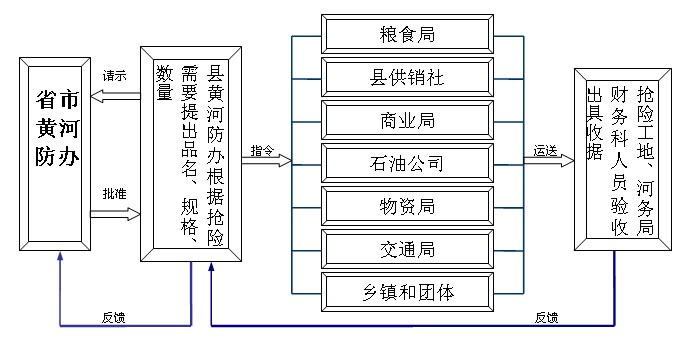 省市
黄河
防办
请示
批准
县黄河防办根据抢险
需要提出品名、规格、
数量
指令
粮食局
县供销社
商业局
石油公司
物资局
交通局
乡镇和团体
运送
抢险工地、河务局
财务科人员验收
出具收据
反馈
反馈